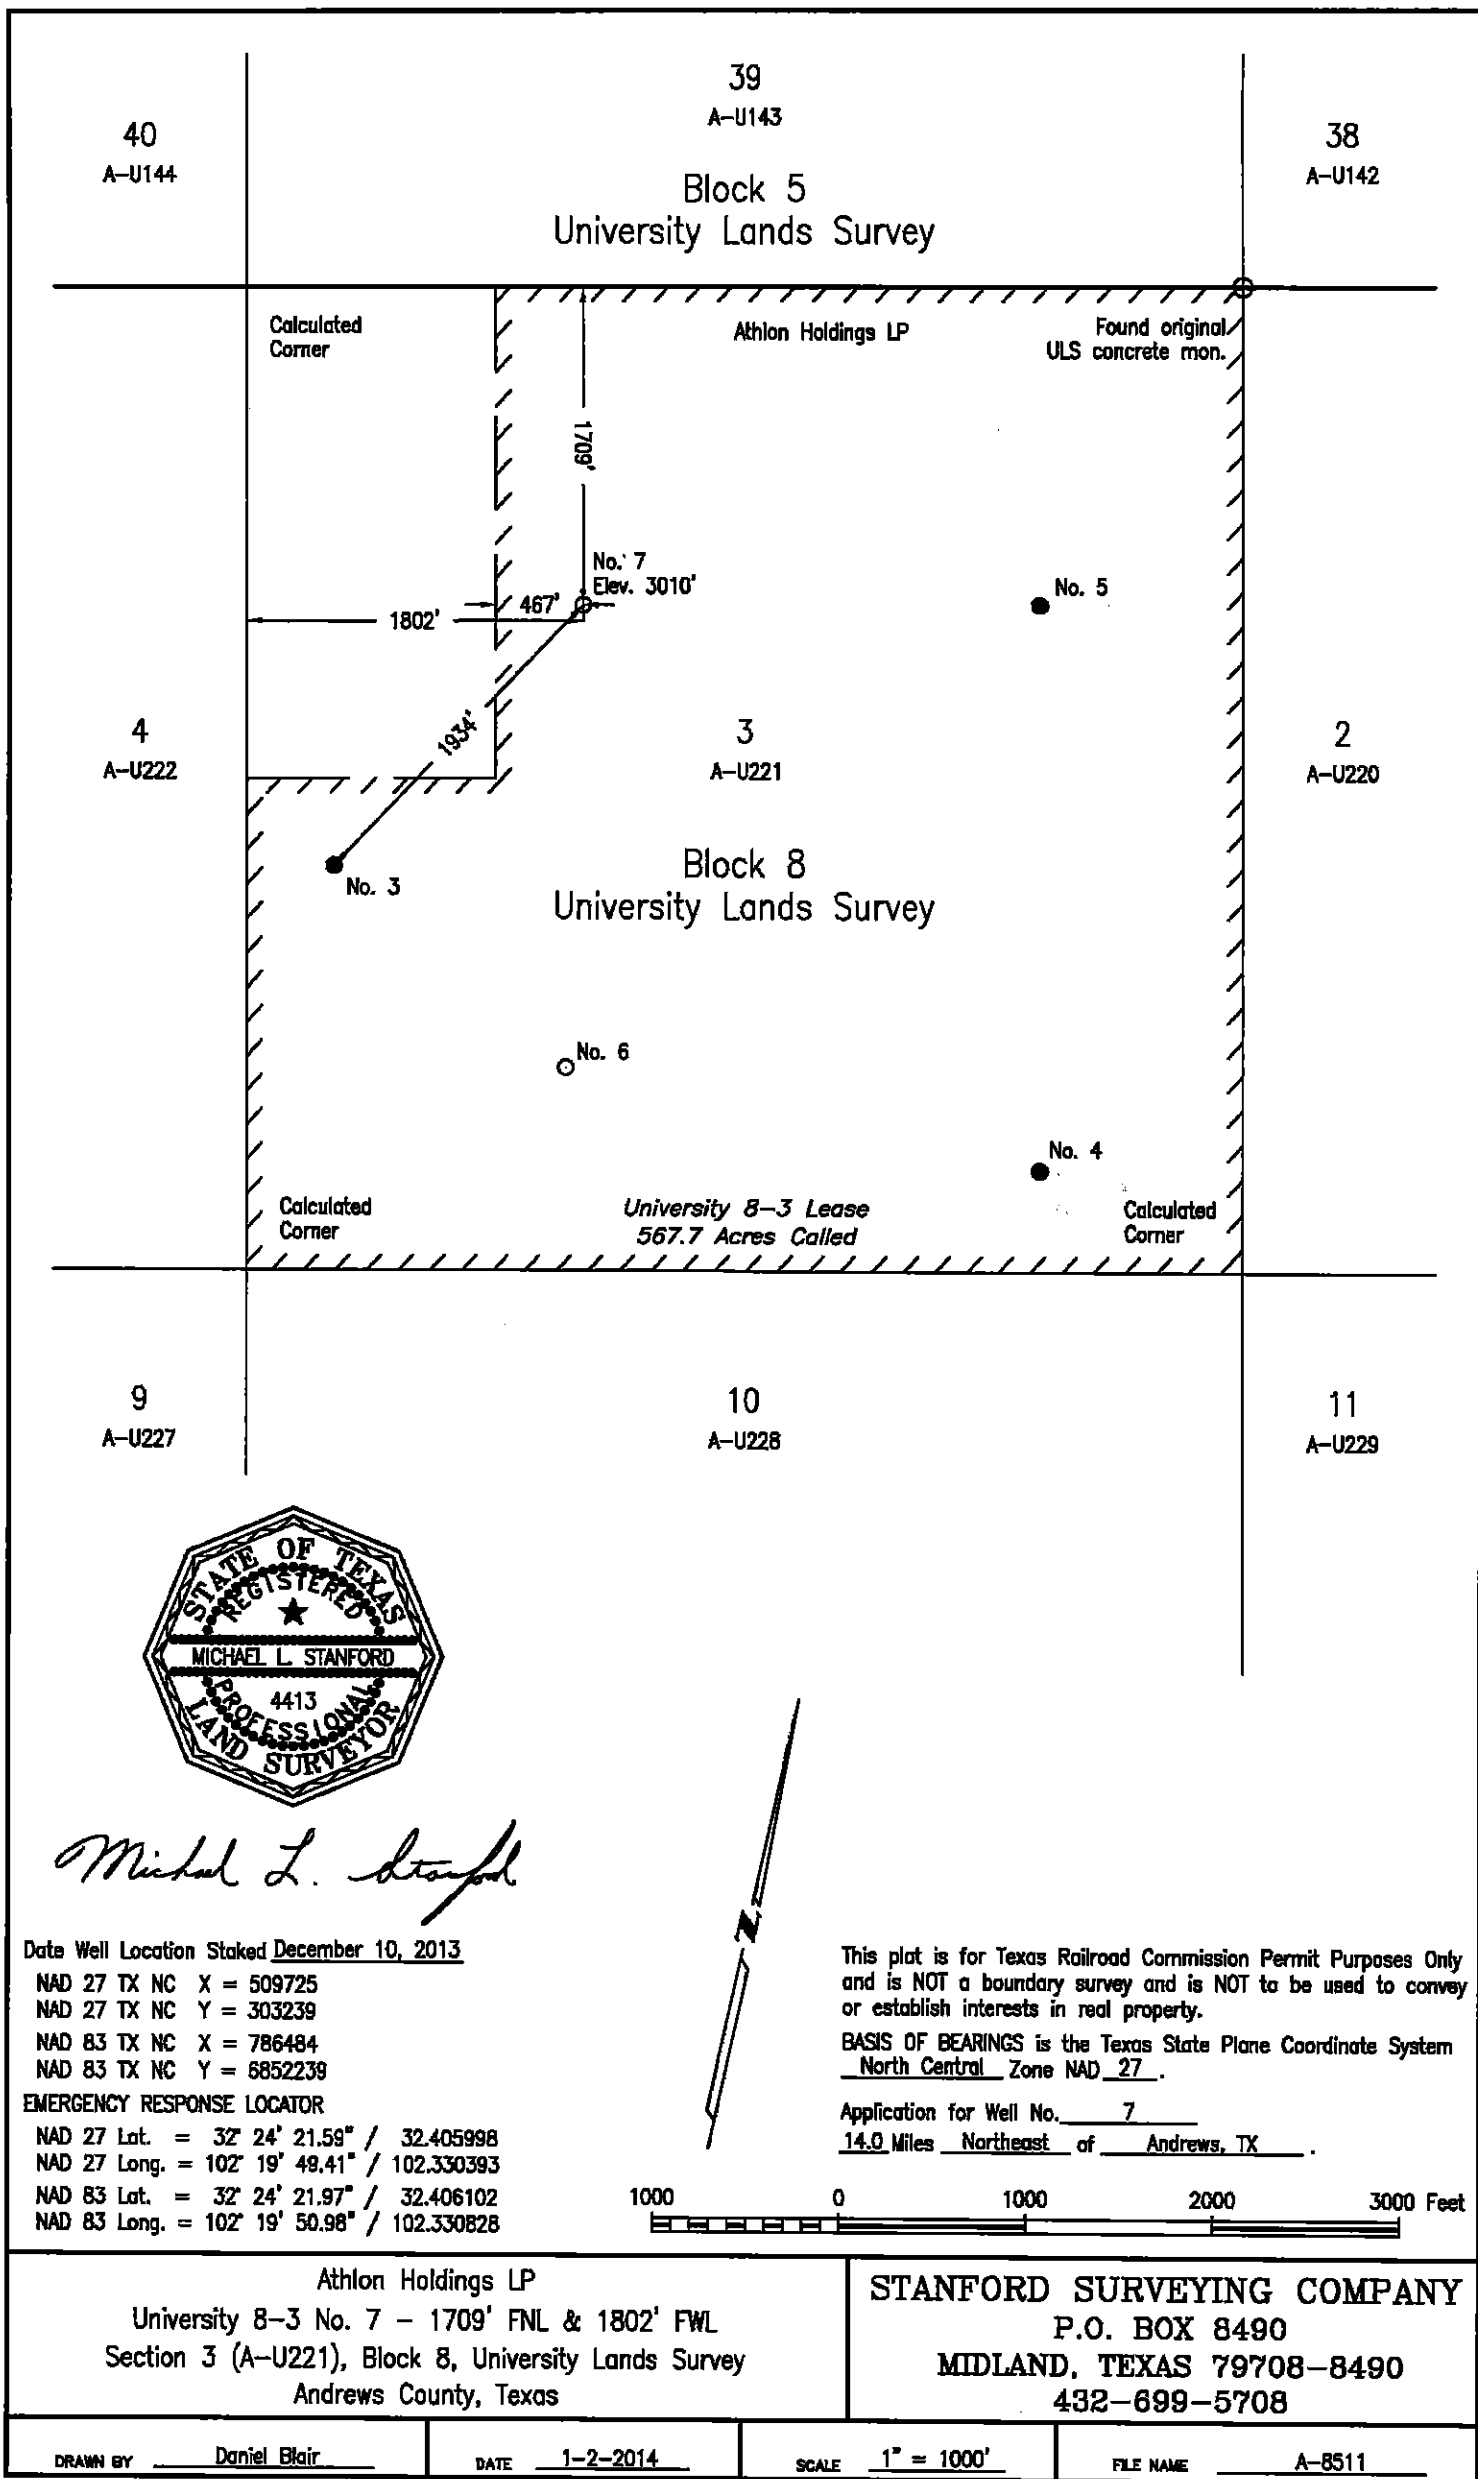 39
A-U143
40
A-U144
38
A-U142
Block 5
University Lands Survey
Calculated
Corner
Athlon Holdings LP
Found original
ULS concrete mon.
1709'
No. 7
Elev. 3010'
467'
1802'
No. 5
1934'
4
A-U222
3
A-U221
2
A-U220
No. 3
Block 8
University Lands Survey
No. 6
No. 4
Calculated
Corner
University 8-3 Lease
567.7 Acres Called
Calculated
Corner
9
A-U227
10
A-U228
11
A-U229
STATE OF TEXAS
REGISTERED
MICHAEL L. STANFORD
4413
PROFESSIONAL
LAND SURVEYOR
Michael L. Stanford
N
Date Well Location Staked December 10, 2013
NAD 27 TX NC X = 509725
NAD 27 TX NC Y = 303239
NAD 83 TX NC X = 786484
NAD 83 TX NC Y = 6852239
EMERGENCY RESPONSE LOCATOR
NAD 27 Lat. = 32° 24' 21.59" / 32.405998
NAD 27 Long. = 102° 19' 49.41" / 102.330393
NAD 83 Lat. = 32° 24' 21.97" / 32.406102
NAD 83 Long. = 102° 19' 50.98" / 102.330828
This plat is for Texas Railroad Commission Permit Purposes Only
and is NOT a boundary survey and is NOT to be used to convey
or establish interests in real property.
BASIS OF BEARINGS is the Texas State Plane Coordinate System
North Central Zone NAD 27.
Application for Well No. 7
14.0 Miles Northeast of Andrews, TX.
1000 0 1000 2000 3000 Feet
Athlon Holdings LP
University 8-3 No. 7 - 1709' FNL & 1802' FWL
Section 3 (A-U221), Block 8, University Lands Survey
Andrews County, Texas
STANFORD SURVEYING COMPANY
P.O. BOX 8490
MIDLAND, TEXAS 79708-8490
432-699-5708
DRAWN BY Daniel Blair
DATE 1-2-2014
SCALE 1" = 1000'
FILE NAME A-8511